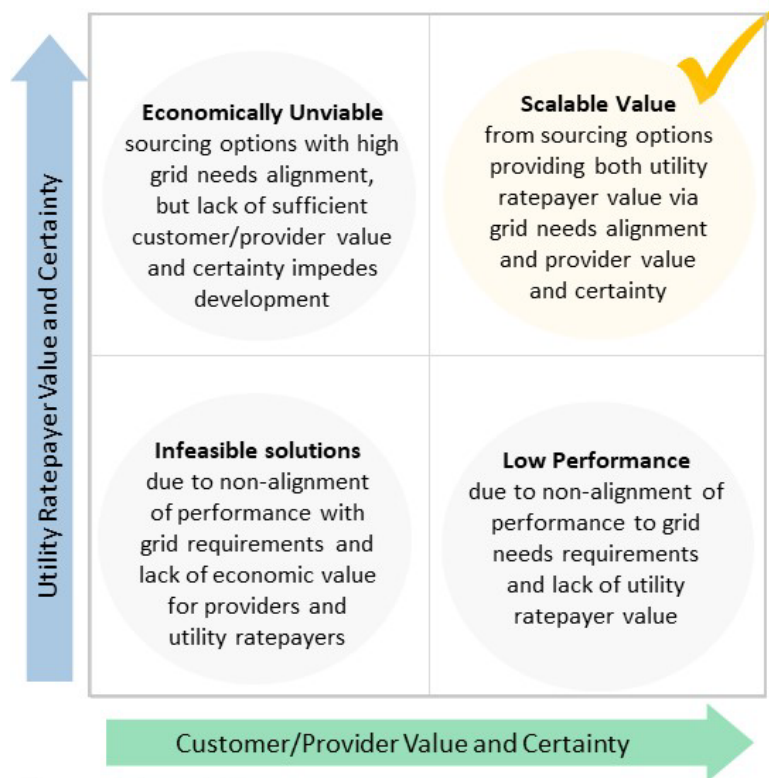 Utility Ratepayer Value and Certainty
Economically Unviable
sourcing options with high
grid needs alignment,
but lack of sufficient
customer/provider value
and certainty impedes
development
Scalable Value
from sourcing options
providing both utility
ratepayer value via
grid needs alignment
and provider value
and certainty
Infeasible solutions
due to non-alignment
of performance with
grid requirements and
lack of economic value
for providers and
utility ratepayers
Low Performance
due to non-alignment of
performance to grid
needs requirements
and lack of utility
ratepayer value
Customer/Provider Value and Certainty